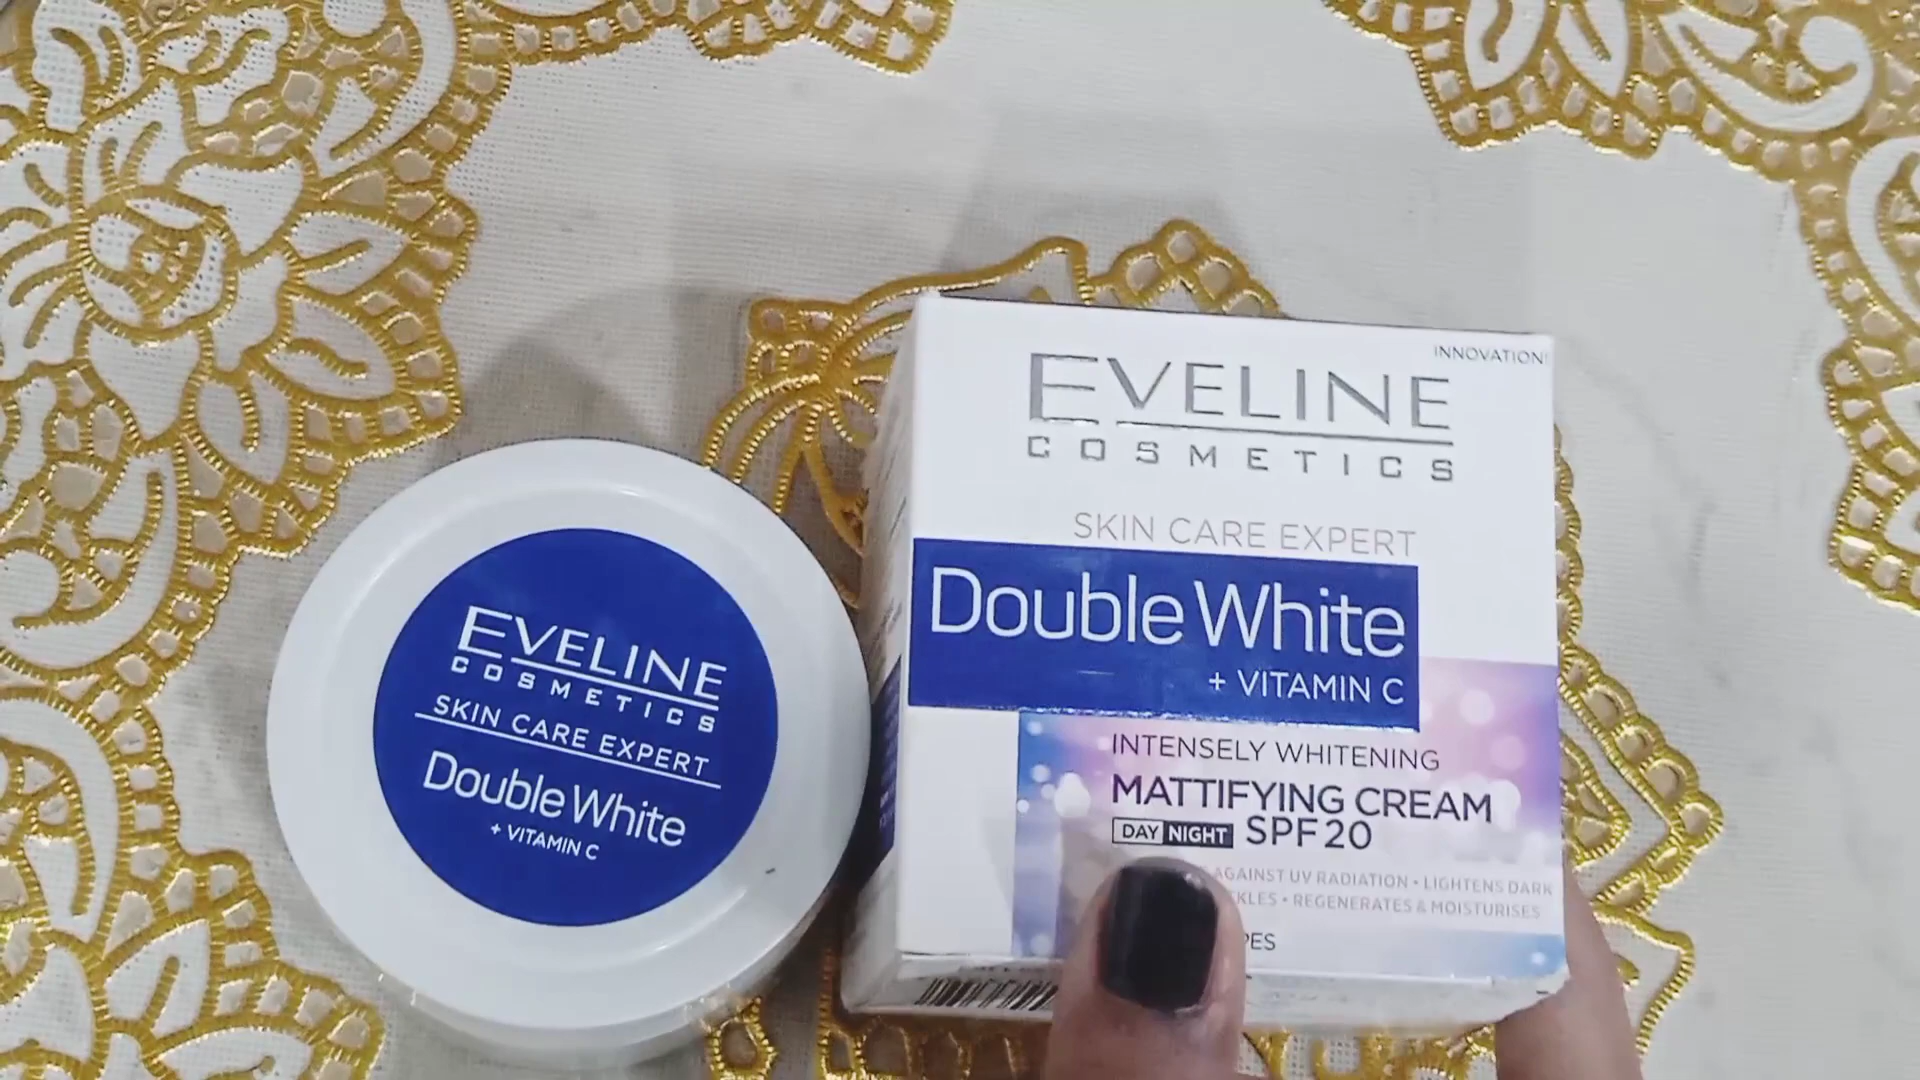 EVELINE
COSMETICS
SKIN CARE EXPERT
Double White
+ VITAMIN C
INNOVATION!
EVELINE
COSMETICS
SKIN CARE EXPERT
Double White
+ VITAMIN C
INTENSELY WHITENING
MATTIFYING CREAM
DAY NIGHT SPF 20
AGAINST UV RADIATION • LIGHTENS DARK
• REGENERATES & MOISTURISES